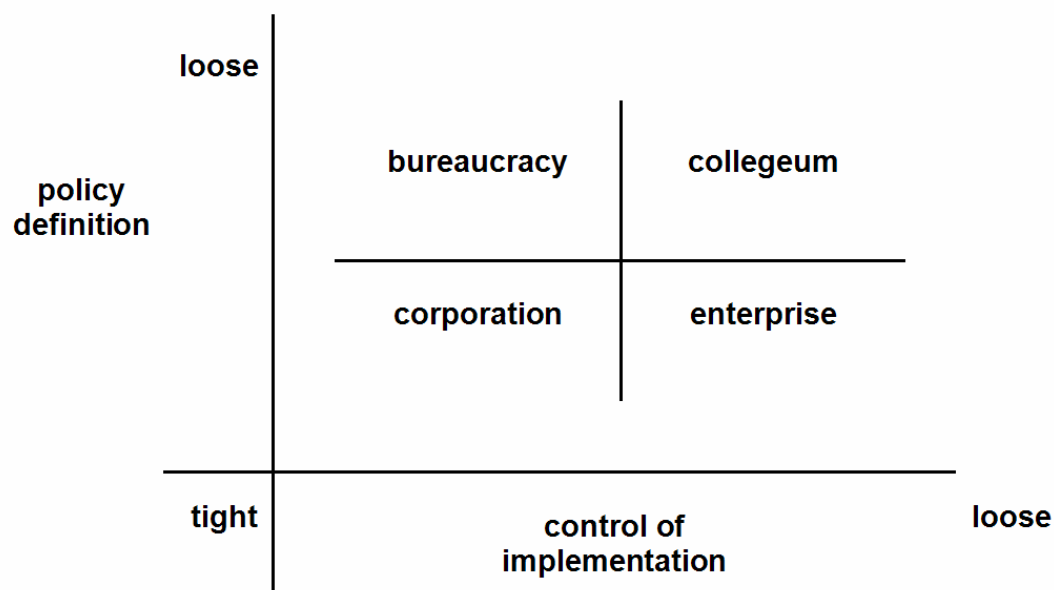 loose
bureaucracy
collegeum
policy
definition
corporation
enterprise
tight
control of
implementation
loose